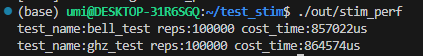 (base) umi@DESKTOP-31R6SGQ:~/test_stim$ ./out/stim_perf
test_name:bell_test reps:100000 cost_time:857022us
test_name:ghz_test reps:100000 cost_time:864574us